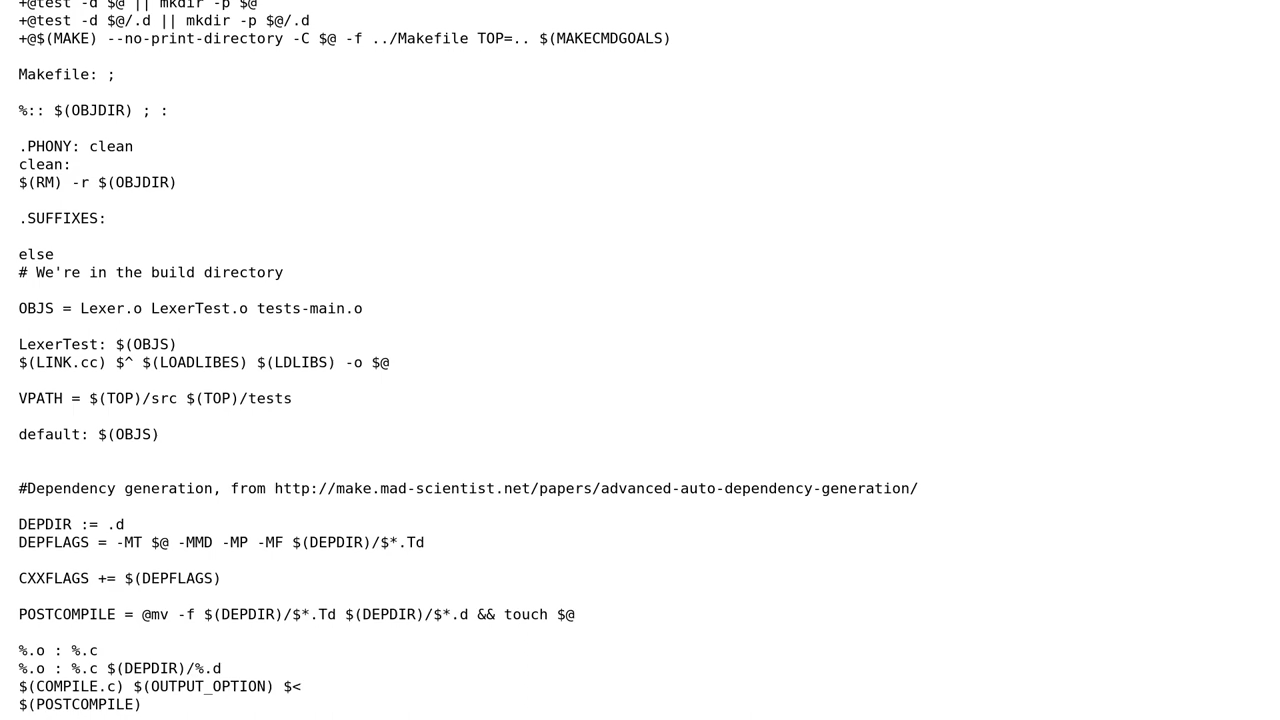 +@test -d $@ || mkdir -p $@
+@test -d $@/.d || mkdir -p $@/.d
+@$(MAKE) --no-print-directory -C $@ -f ../Makefile TOP=.. $(MAKECMDGOALS)
Makefile: ;
%:: $(OBJDIR) ; :
.PHONY: clean
clean:
$(RM) -r $(OBJDIR)
.SUFFIXES:
else
# We're in the build directory
OBJS = Lexer.o LexerTest.o tests-main.o
LexerTest: $(OBJS)
$(LINK.cc) $^ $(LOADLIBES) $(LDLIBS) -o $@
VPATH = $(TOP)/src $(TOP)/tests
default: $(OBJS)
#Dependency generation, from http://make.mad-scientist.net/papers/advanced-auto-dependency-generation/
DEPDIR := .d
DEPFLAGS = -MT $@ -MMD -MP -MF $(DEPDIR)/$*.Td
CXXFLAGS += $(DEPFLAGS)
POSTCOMPILE = @mv -f $(DEPDIR)/$*.Td $(DEPDIR)/$*.d && touch $@
%.o : %.c
%.o : %.c $(DEPDIR)/%.d
$(COMPILE.c) $(OUTPUT_OPTION) $<
$(POSTCOMPILE)